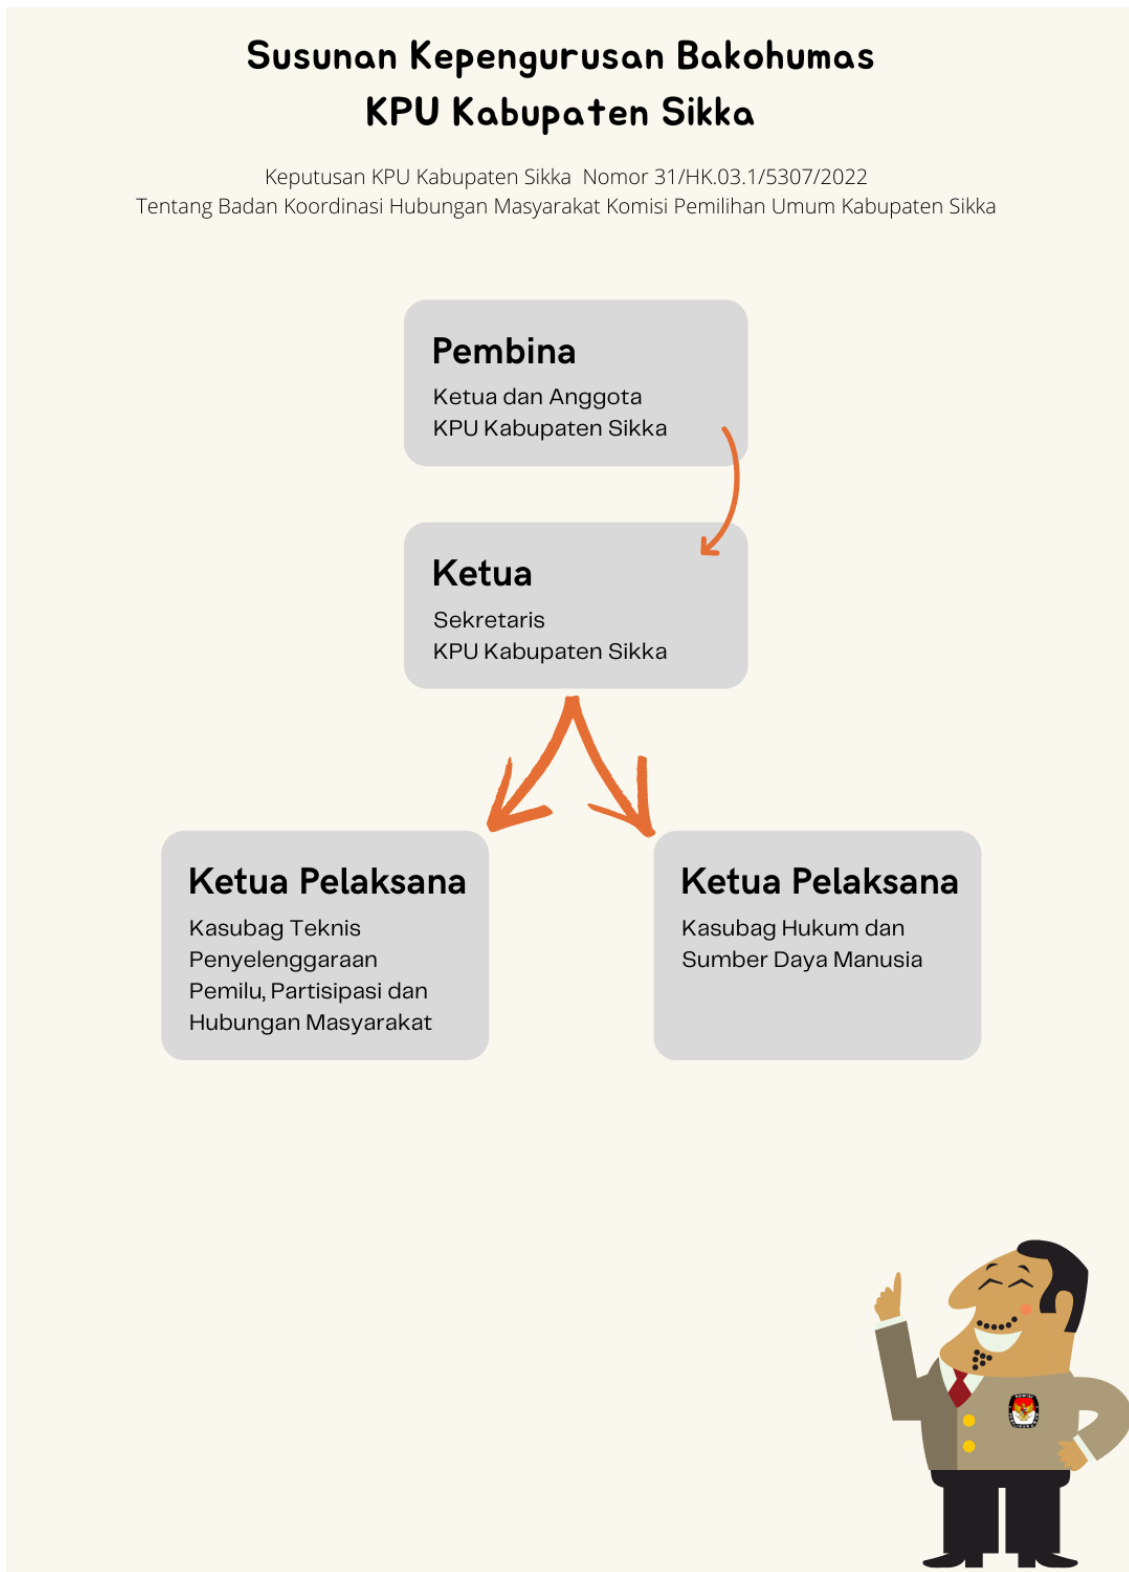 Susunan Kepengurusan Bakohumas
KPU Kabupaten Sikka
Keputusan KPU Kabupaten Sikka Nomor 31/HK.03.1/5307/2022
Tentang Badan Koordinasi Hubungan Masyarakat Komisi Pemilihan Umum Kabupaten Sikka
Pembina
Ketua dan Anggota
KPU Kabupaten Sikka
Ketua
Sekretaris
KPU Kabupaten Sikka
Ketua Pelaksana
Kasubag Teknis
Penyelenggaraan
Pemilu, Partisipasi dan
Hubungan Masyarakat
Ketua Pelaksana
Kasubag Hukum dan
Sumber Daya Manusia